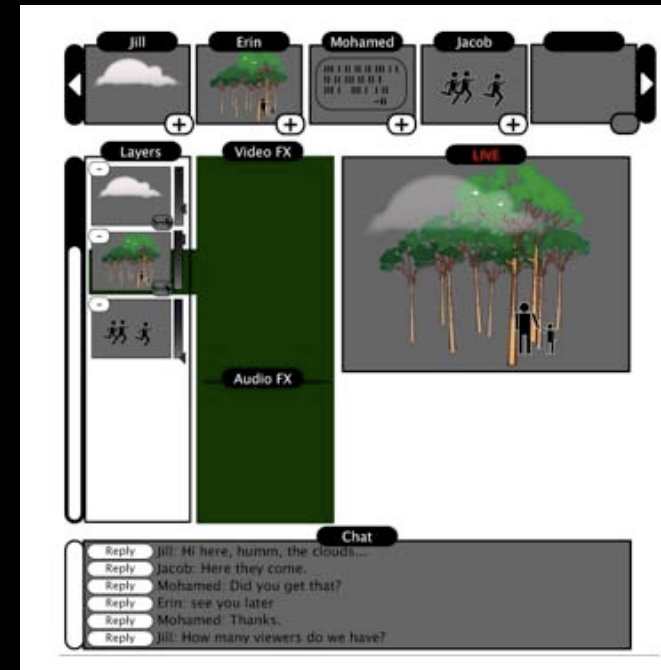 Jill
Erin
Mohamed
Jacob
Layers
Video FX
LIVE
Audio FX
Chat
Reply Jill: Hi here, humm, the clouds...
Reply Jacob: Here they come.
Reply Mohamed: Did you get that?
Reply Erin: see you later
Reply Mohamed: Thanks.
Reply Jill: How many viewers do we have?